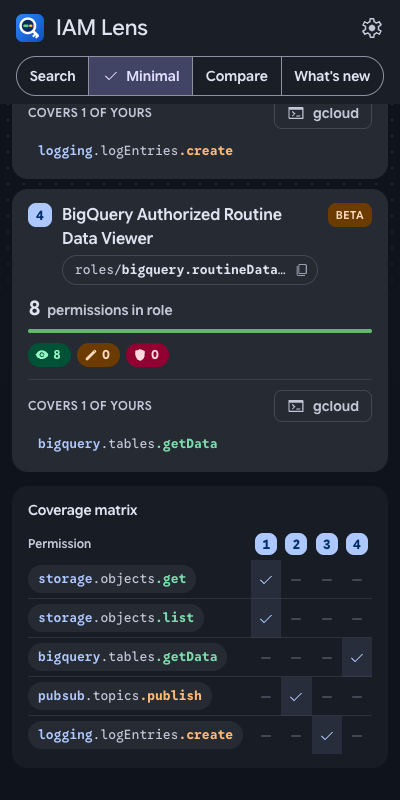 IAM Lens
Search
Minimal
Compare
What's new
COVERS 1 OF YOURS
gcloud
logging.logEntries.create
4
BigQuery Authorized Routine
Data Viewer
BETA
roles/bigquery.routineData…
8 permissions in role
8
0
0
COVERS 1 OF YOURS
gcloud
bigquery.tables.getData
Coverage matrix
Permission 1 2 3 4
storage.objects.get ✓ – – –
storage.objects.list ✓ – – –
bigquery.tables.getData – – – ✓
pubsub.topics.publish – ✓ – –
logging.logEntries.create – – ✓ –